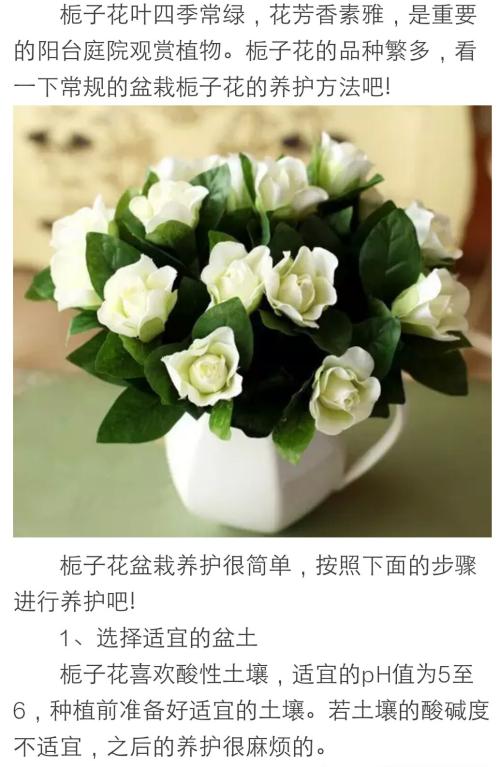 栀子花叶四季常绿，花芳香素雅，是重要
的阳台庭院观赏植物。栀子花的品种繁多，看
一下常规的盆栽栀子花的养护方法吧!
栀子花盆栽养护很简单，按照下面的步骤
进行养护吧!
1、选择适宜的盆土
栀子花喜欢酸性土壤，适宜的pH值为5至
6，种植前准备好适宜的土壤。若土壤的酸碱度
不适宜，之后的养护很麻烦的。